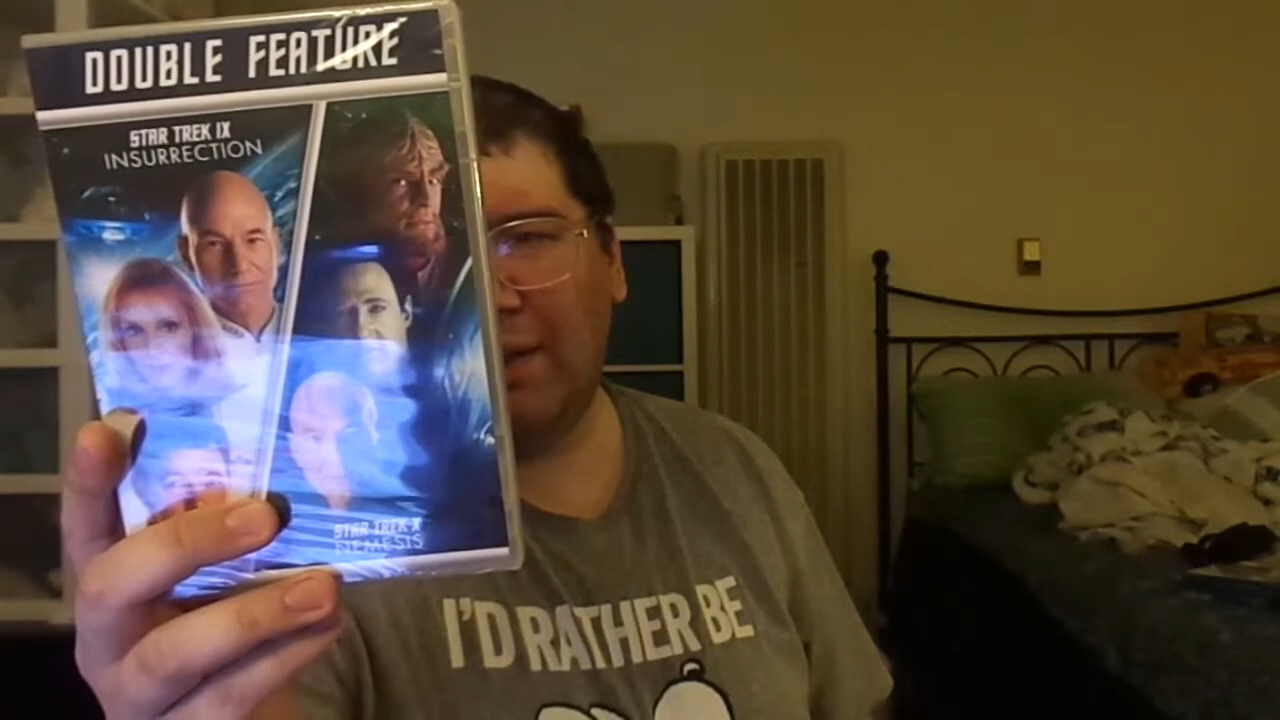 DOUBLE FEATURE
STAR TREK IX
INSURRECTION
STAR TREK X
NEMESIS
I'D RATHER BE